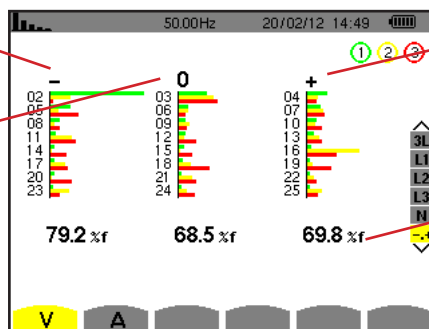 50.00Hz 20/02/12 14:49
1 2 3
− 0 +
02 03 04
05 06 07
08 09 10
11 12 13
14 15 16
17 18 19
20 21 22
23 24 25
3L
L1
L2
L3
N
-.+
79.2 %f 68.5 %f 69.8 %f
V A